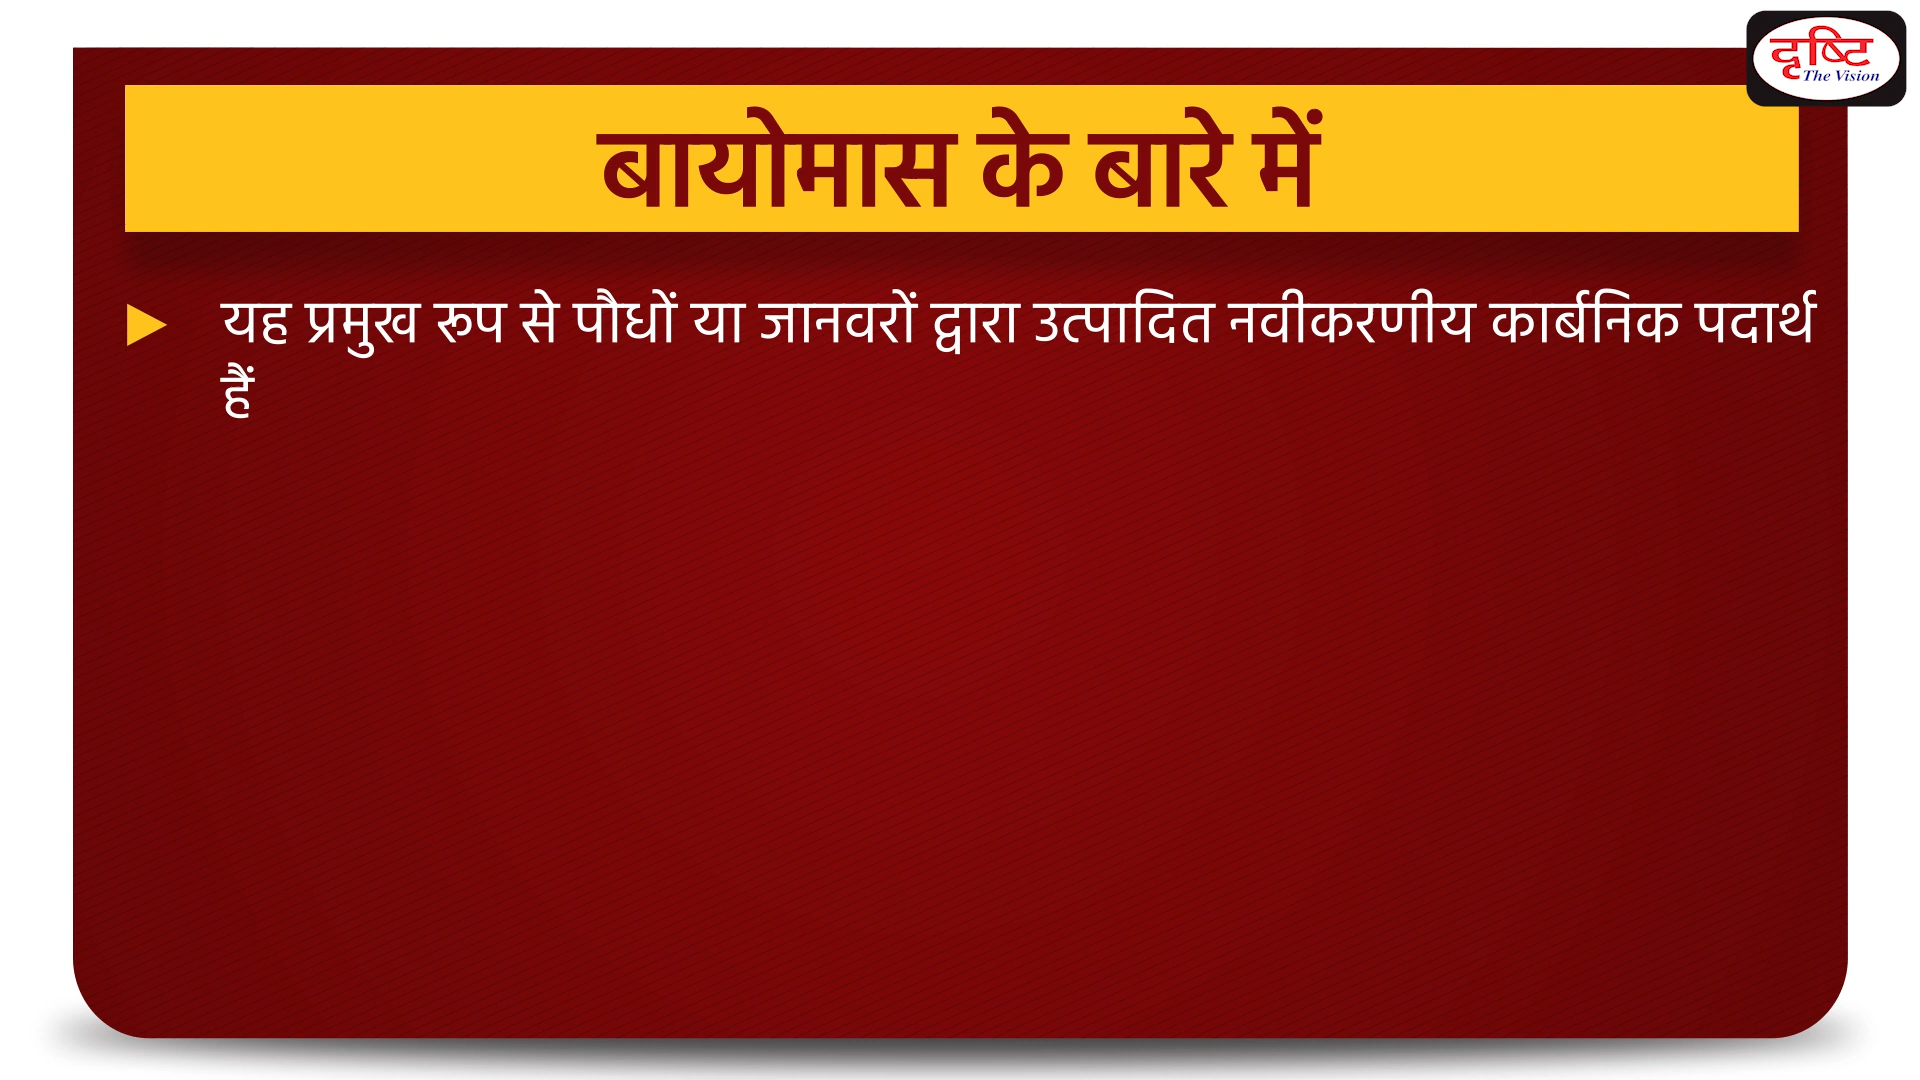 दृष्टि
The Vision
बायोमास के बारे में
यह प्रमुख रूप से पौधों या जानवरों द्वारा उत्पादित नवीकरणीय कार्बनिक पदार्थ
हैं